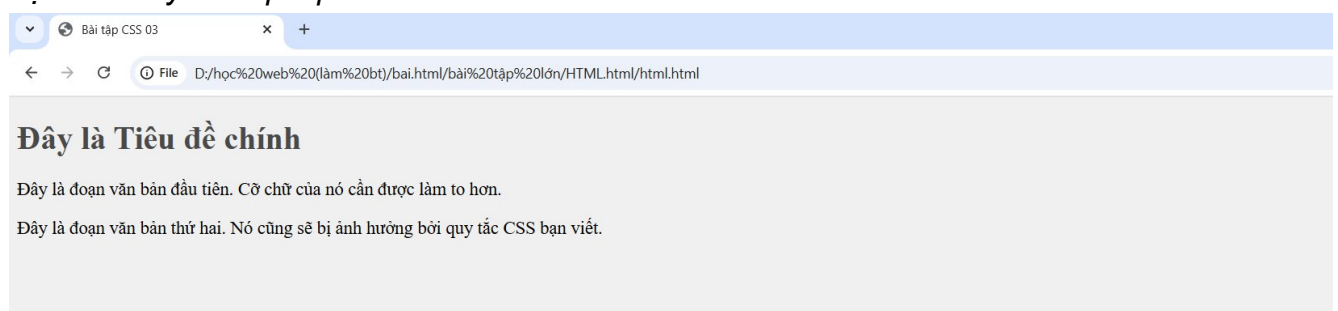 Bài tập CSS 03
File D:/học%20web%20(làm%20bt)/bai.html/bài%20tập%20lớn/HTML.html/html.html
Đây là Tiêu đề chính
Đây là đoạn văn bản đầu tiên. Cỡ chữ của nó cần được làm to hơn.
Đây là đoạn văn bản thứ hai. Nó cũng sẽ bị ảnh hưởng bởi quy tắc CSS bạn viết.